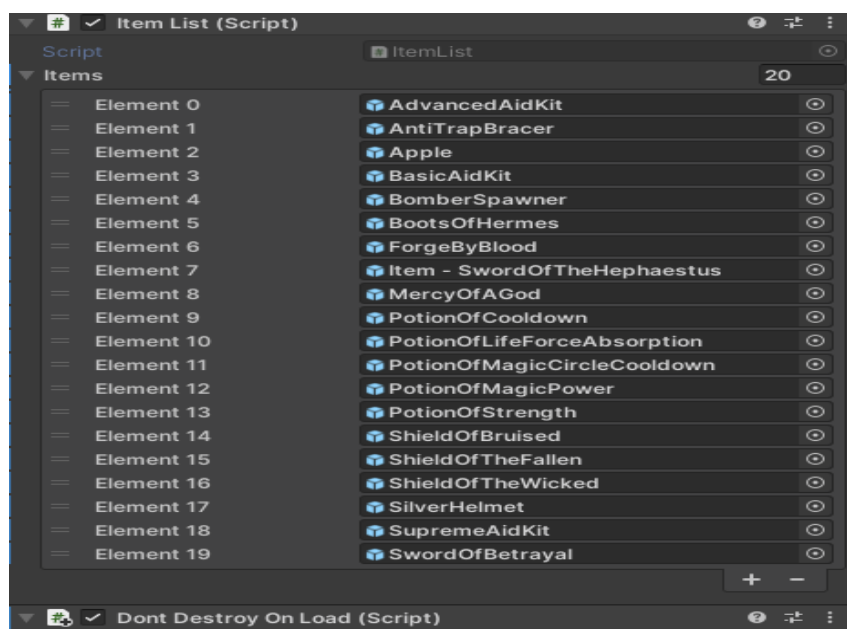 Item List (Script)
Script ItemList
Items 20
Element 0 AdvancedAidKit
Element 1 AntiTrapBracer
Element 2 Apple
Element 3 BasicAidKit
Element 4 BomberSpawner
Element 5 BootsOfHermes
Element 6 ForgeByBlood
Element 7 Item - SwordOfTheHephaestus
Element 8 MercyOfAGod
Element 9 PotionOfCooldown
Element 10 PotionOfLifeForceAbsorption
Element 11 PotionOfMagicCircleCooldown
Element 12 PotionOfMagicPower
Element 13 PotionOfStrength
Element 14 ShieldOfBruised
Element 15 ShieldOfTheFallen
Element 16 ShieldOfTheWicked
Element 17 SilverHelmet
Element 18 SupremeAidKit
Element 19 SwordOfBetrayal
+ −
Dont Destroy On Load (Script)